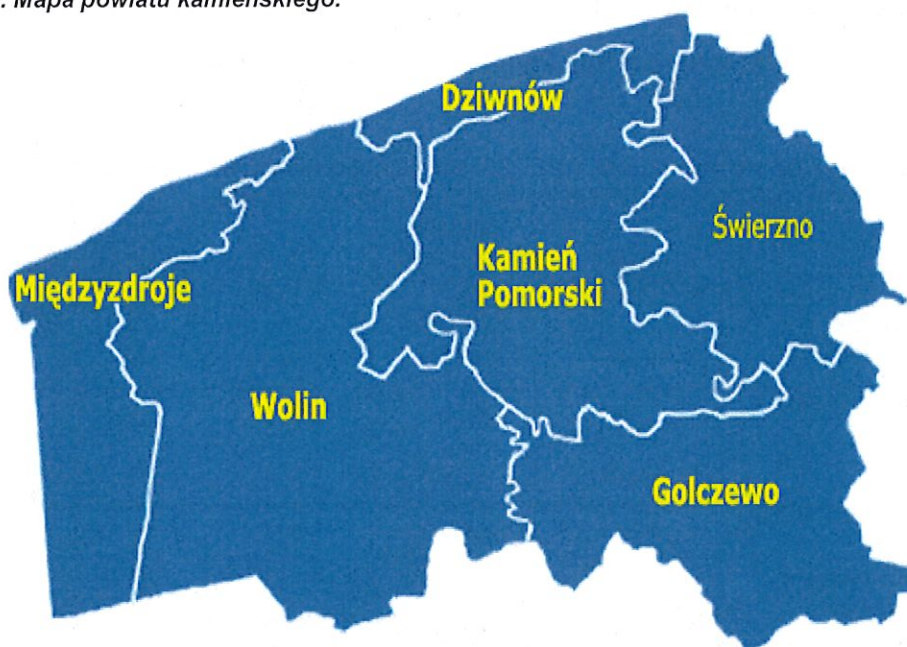 . Mapa powiatu kamieńskiego.
Dziwnów
Świerzno
Kamień
Pomorski
Międzyzdroje
Wolin
Golczewo